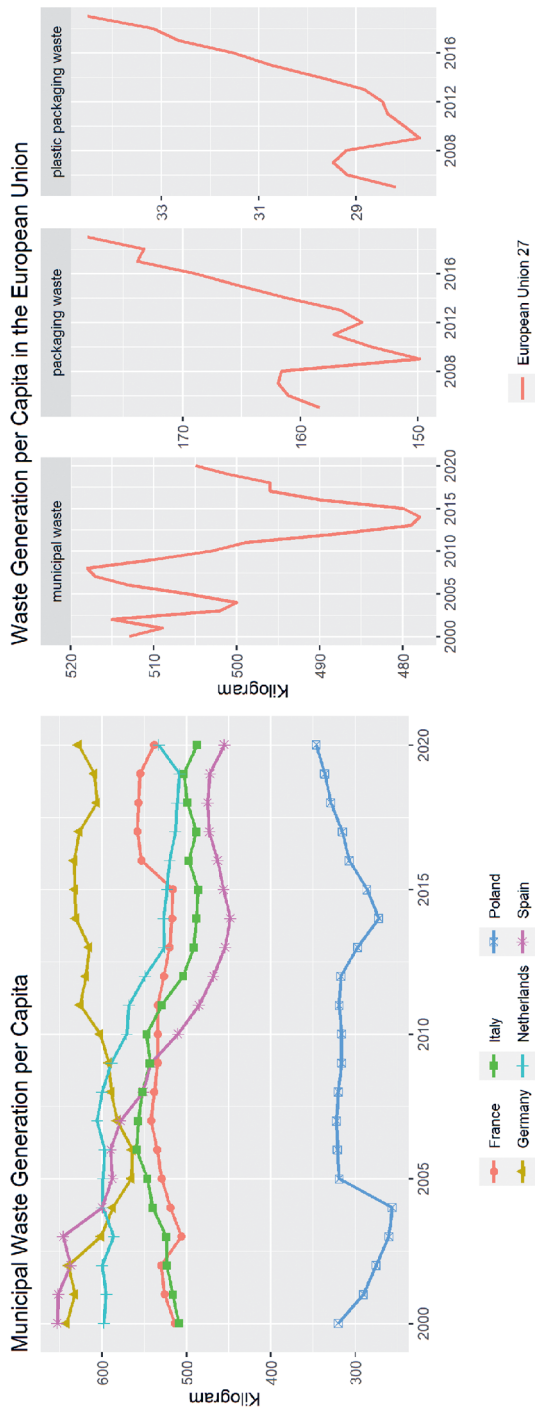 Municipal Waste Generation per Capita
Kilogram
600
500
400
300
2000
2005
2010
2015
2020
France
Italy
Poland
Germany
Netherlands
Spain
Waste Generation per Capita in the European Union
municipal waste
packaging waste
plastic packaging waste
Kilogram
520
510
500
490
480
2000
2005
2010
2015
2020
170
160
150
2008
2012
2016
33
31
29
2008
2012
2016
European Union 27